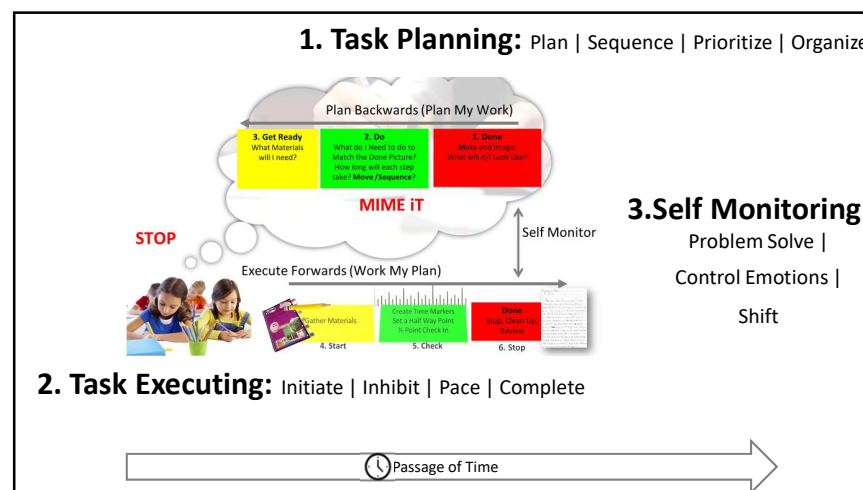 1. Task Planning: Plan | Sequence | Prioritize | Organize
Plan Backwards (Plan My Work)
3. Get Ready
What Materials
will I need?
2. Do
What do I Need to do to
Match the Done Picture?
How long will each step
take? Move /Sequence?
1. Done
Make and Image.
What will it/I Look Like?
MIME iT
STOP
Self Monitor
3.Self Monitoring
Problem Solve |
Control Emotions |
Shift
Execute Forwards (Work My Plan)
Gather Materials
4. Start
Create Time Markers
Set a Half Way Point
½ Point Check In
5. Check
Done
Stop, Clean Up,
Review
6. Stop
2. Task Executing: Initiate | Inhibit | Pace | Complete
Passage of Time